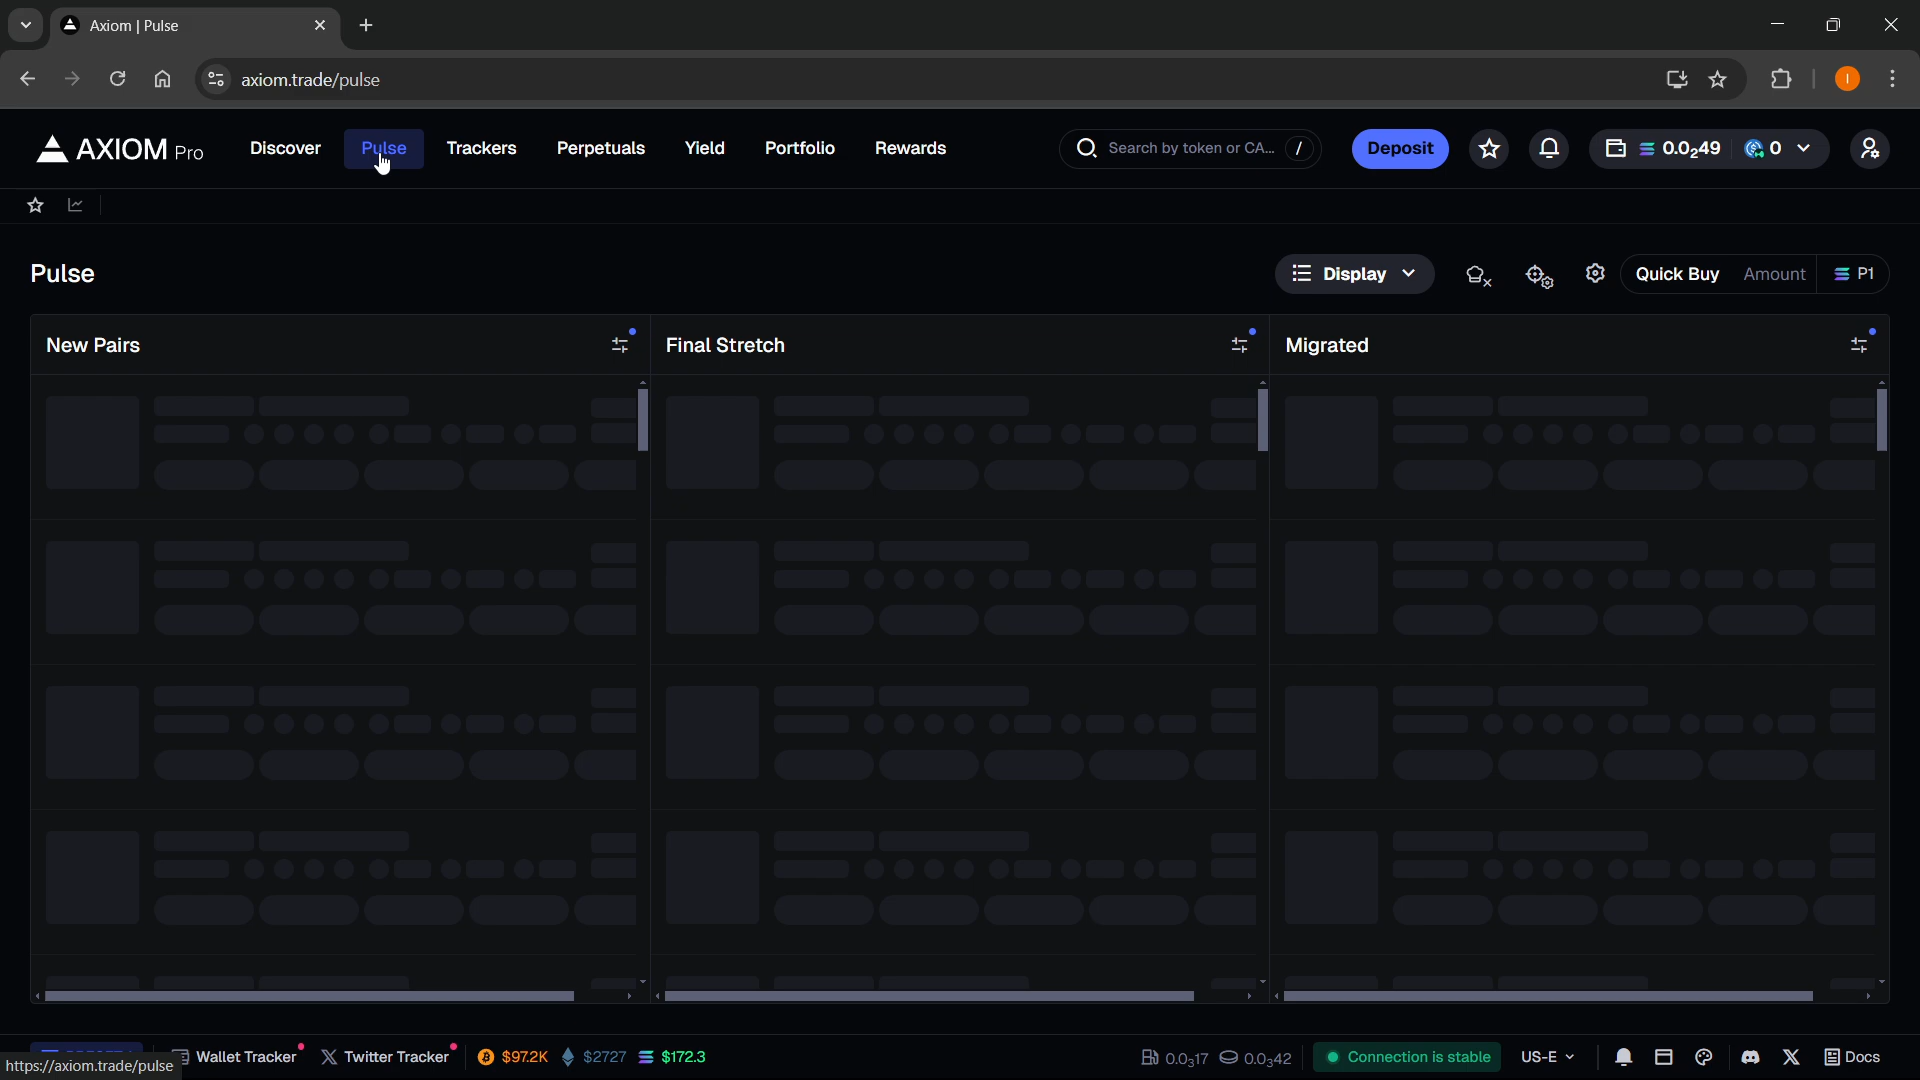 Axiom | Pulse
axiom.trade/pulse
I
AXIOM Pro
Discover
Pulse
Trackers
Perpetuals
Yield
Portfolio
Rewards
Search by token or CA...
/
Deposit
0.0₂49
0
Pulse
Display
Quick Buy
Amount
P1
New Pairs
Final Stretch
Migrated
https://axiom.trade/pulse
Wallet Tracker
Twitter Tracker
$97.2K
$2727
$172.3
0.0₃17
0.0₃42
Connection is stable
US-E
Docs